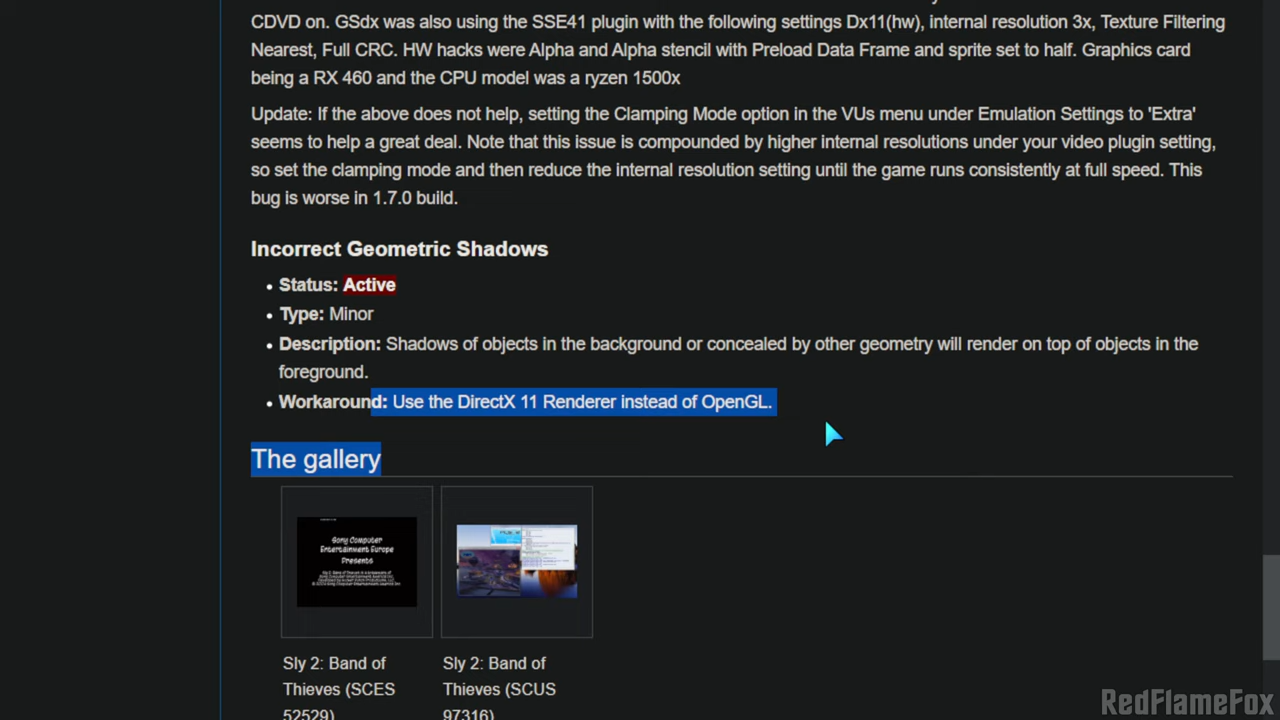 CDVD on. GSdx was also using the SSE41 plugin with the following settings Dx11(hw), internal resolution 3x, Texture Filtering
Nearest, Full CRC. HW hacks were Alpha and Alpha stencil with Preload Data Frame and sprite set to half. Graphics card
being a RX 460 and the CPU model was a ryzen 1500x
Update: If the above does not help, setting the Clamping Mode option in the VUs menu under Emulation Settings to 'Extra'
seems to help a great deal. Note that this issue is compounded by higher internal resolutions under your video plugin setting,
so set the clamping mode and then reduce the internal resolution setting until the game runs consistently at full speed. This
bug is worse in 1.7.0 build.
Incorrect Geometric Shadows
• Status: Active
• Type: Minor
• Description: Shadows of objects in the background or concealed by other geometry will render on top of objects in the
foreground.
• Workaround: Use the DirectX 11 Renderer instead of OpenGL.
The gallery
Sony Computer
Entertainment Europe
Presents
Sly 2: Band of
Thieves (SCES
52529)
Sly 2: Band of
Thieves (SCUS
97316)
RedFlameFox